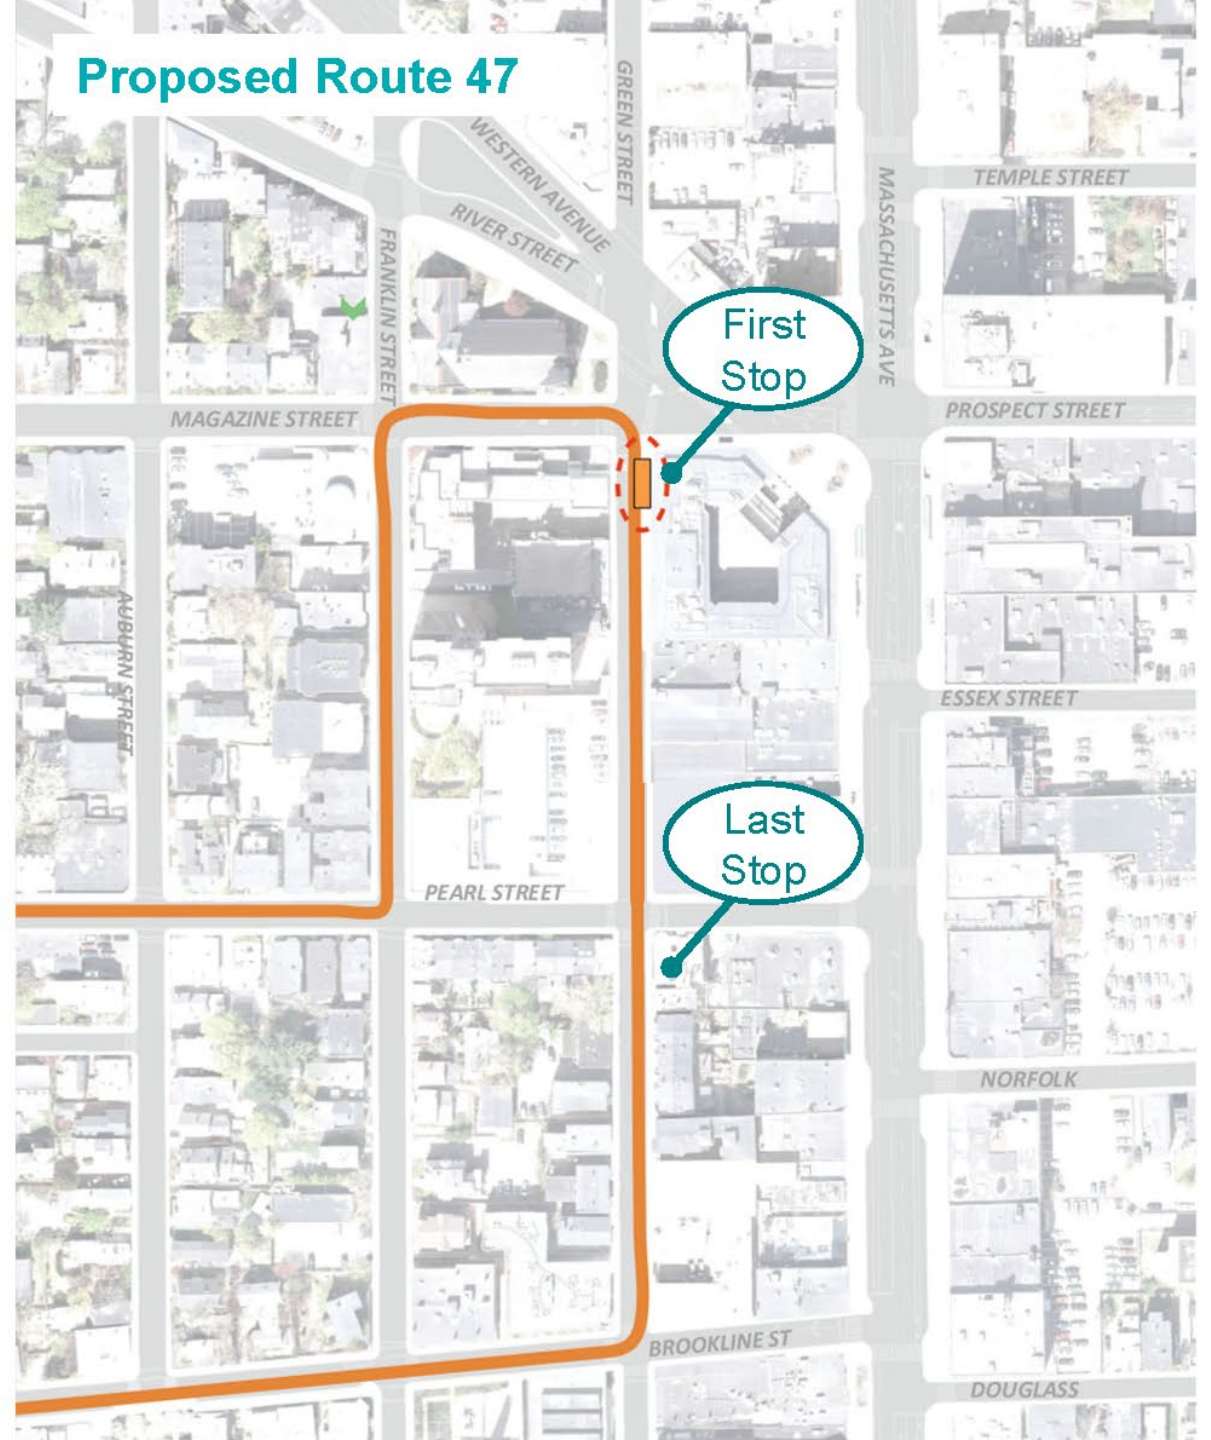 Proposed Route 47
GREEN STREET
WESTERN AVENUE
RIVER STREET
MASSACHUSETTS AVE
TEMPLE STREET
FRANKLIN STREET
First
Stop
MAGAZINE STREET
PROSPECT STREET
AUBURN STREET
ESSEX STREET
Last
Stop
PEARL STREET
NORFOLK
BROOKLINE ST
DOUGLASS